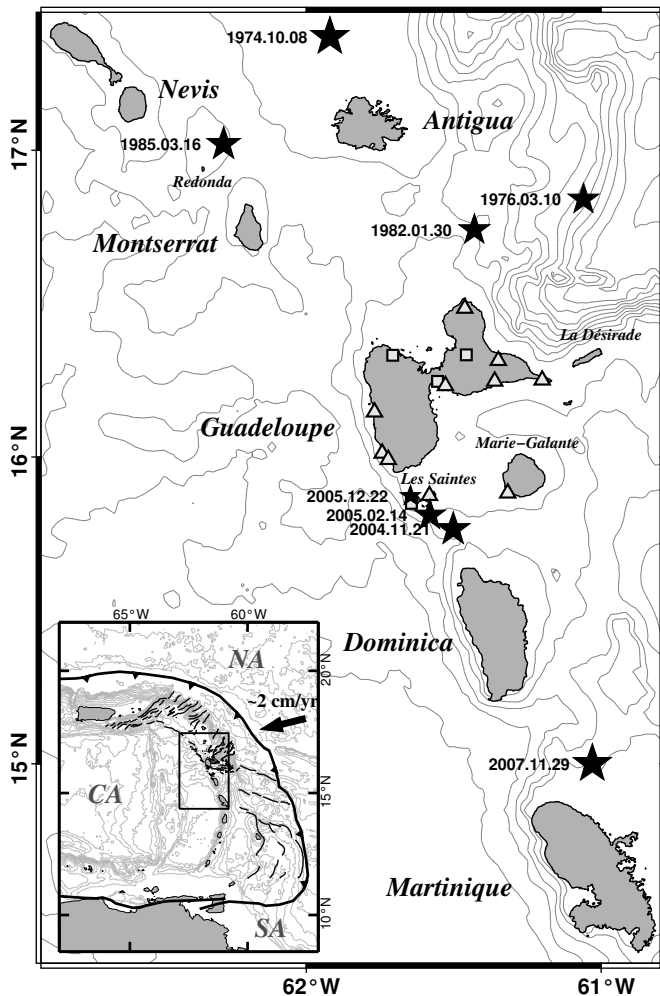 1974.10.08
Nevis
Antigua
17°N
1985.03.16
Redonda
1976.03.10
1982.01.30
Montserrat
La Désirade
Guadeloupe
Marie−Galante
16°N
Les Saintes
2005.12.22
2005.02.14
2004.11.21
65°W
60°W
Dominica
NA
20°N
~2 cm/yr
15°N
2007.11.29
CA
15°N
Martinique
10°N
SA
62°W
61°W